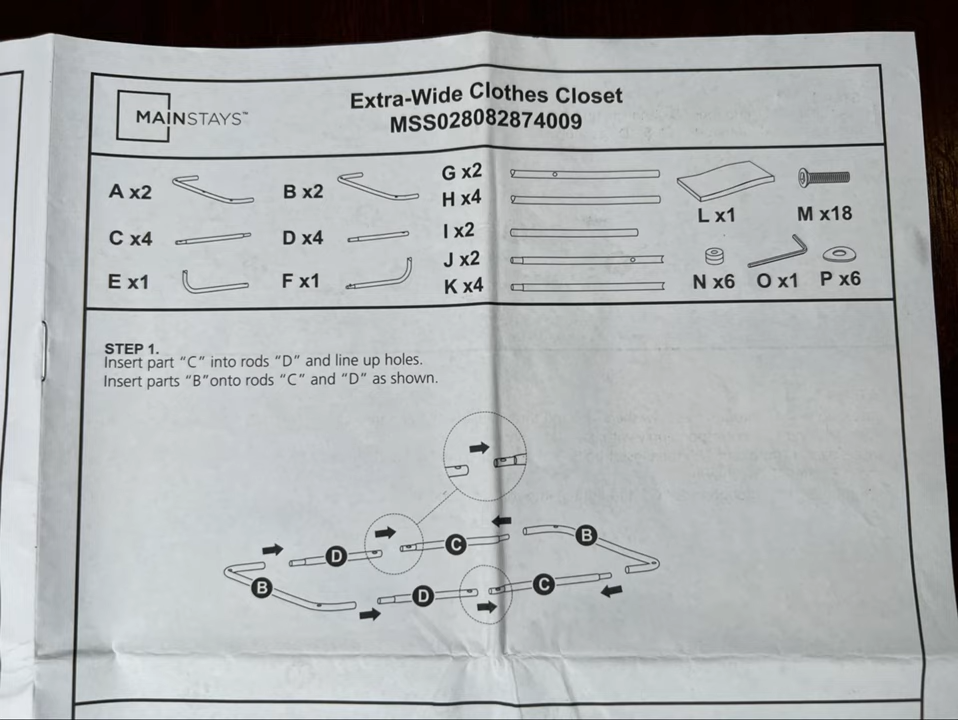 MAINSTAYS™
Extra-Wide Clothes Closet
MSS028082874009
A x2
B x2
G x2
H x4
C x4
D x4
I x2
J x2
E x1
F x1
K x4
L x1
M x18
N x6
O x1
P x6
STEP 1.
Insert part “C” into rods “D” and line up holes.
Insert parts “B”onto rods “C” and “D” as shown.
B
C
D
B
D
C